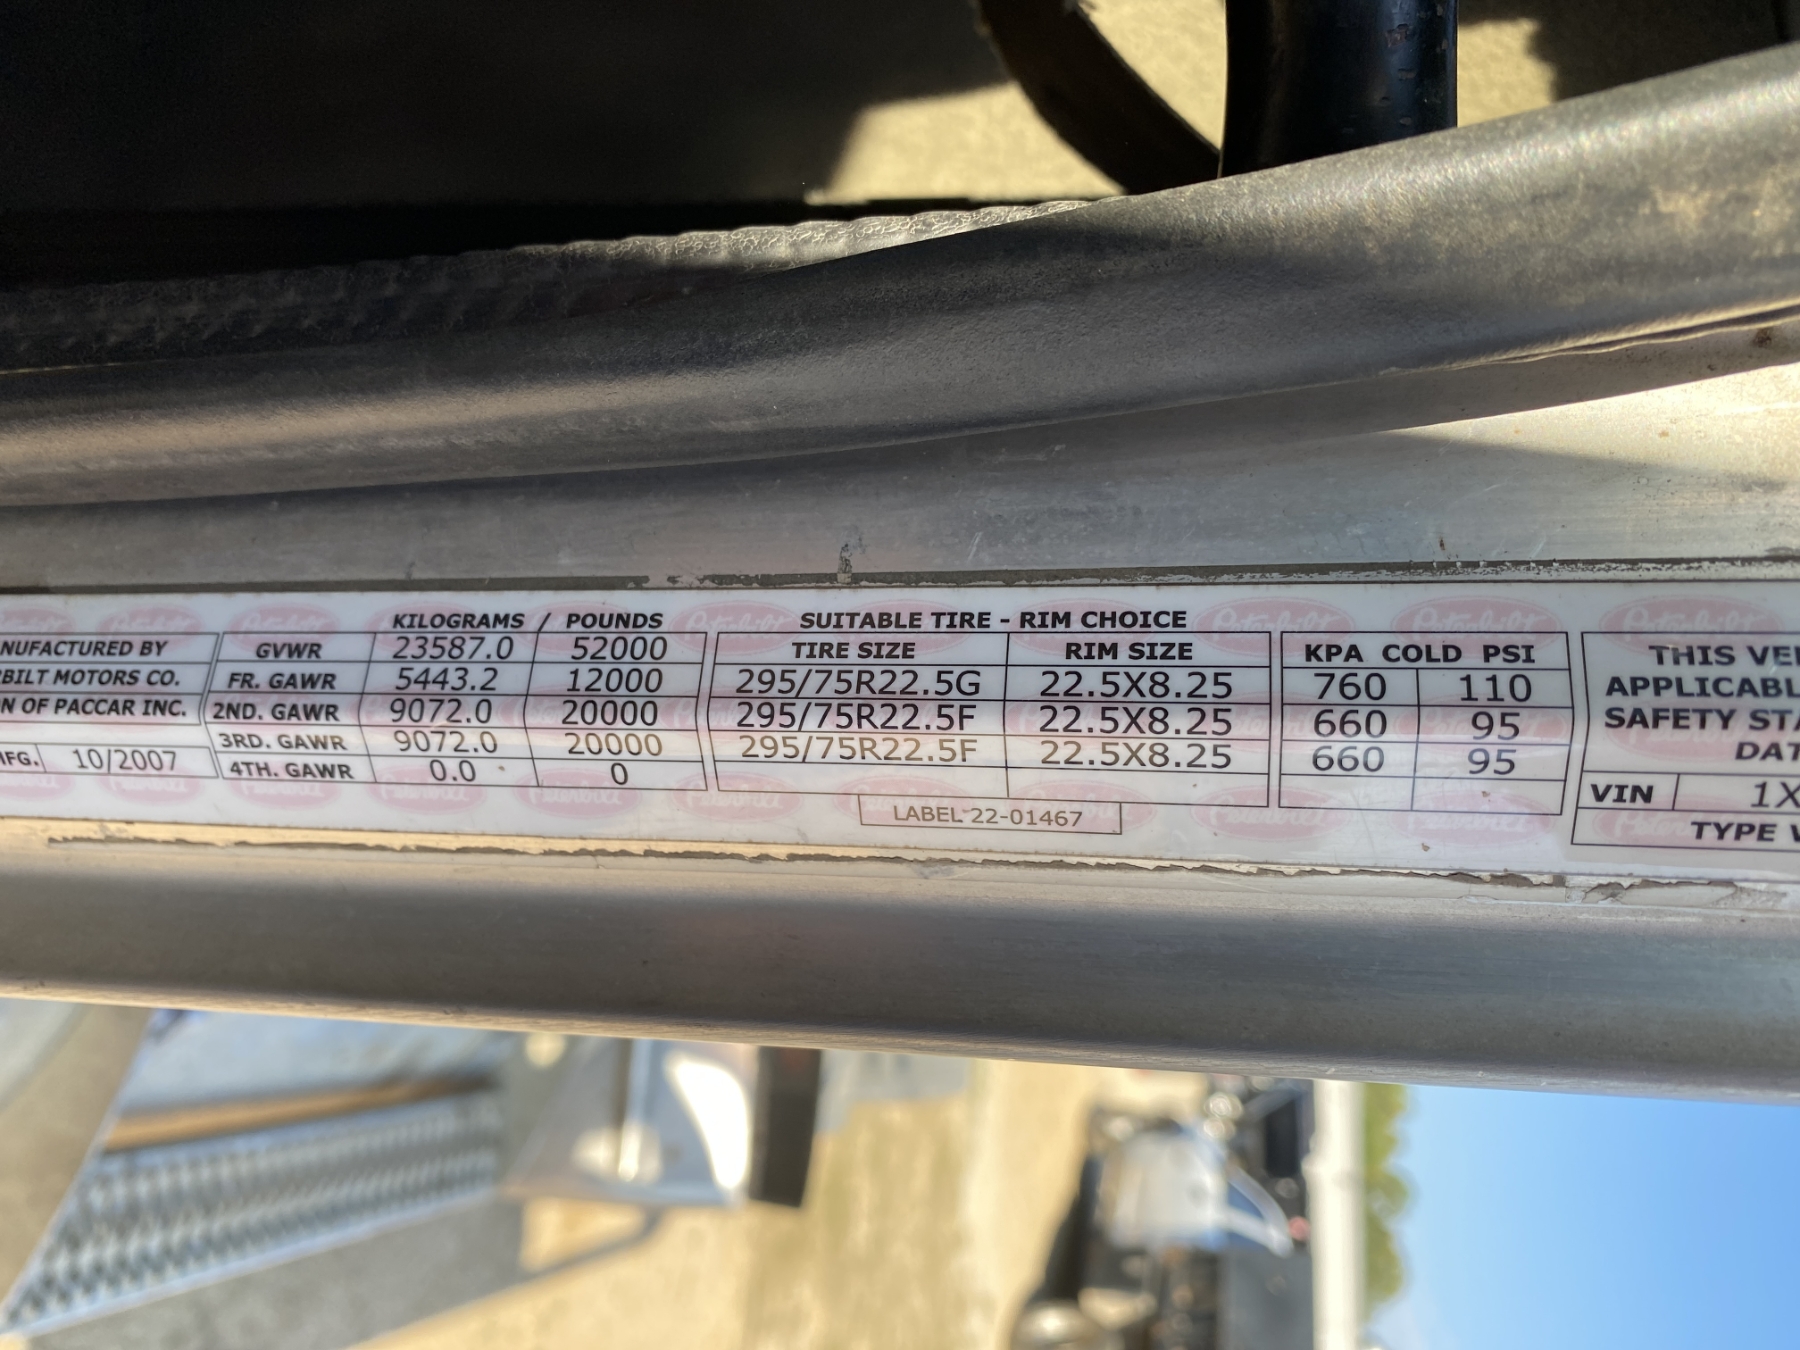 KILOGRAMS / POUNDS SUITABLE TIRE - RIM CHOICE
NUFACTURED BY GVWR 23587.0 52000 TIRE SIZE RIM SIZE KPA COLD PSI THIS VE
RBILT MOTORS CO. FR. GAWR 5443.2 12000 295/75R22.5G 22.5X8.25 760 110 APPLICABL
ON OF PACCAR INC. 2ND. GAWR 9072.0 20000 295/75R22.5F 22.5X8.25 660 95 SAFETY STA
3RD. GAWR 9072.0 20000 295/75R22.5F 22.5X8.25 660 95 DAT
MFG. 10/2007 4TH. GAWR 0.0 0 VIN 1X
LABEL 22-01467 TYPE V